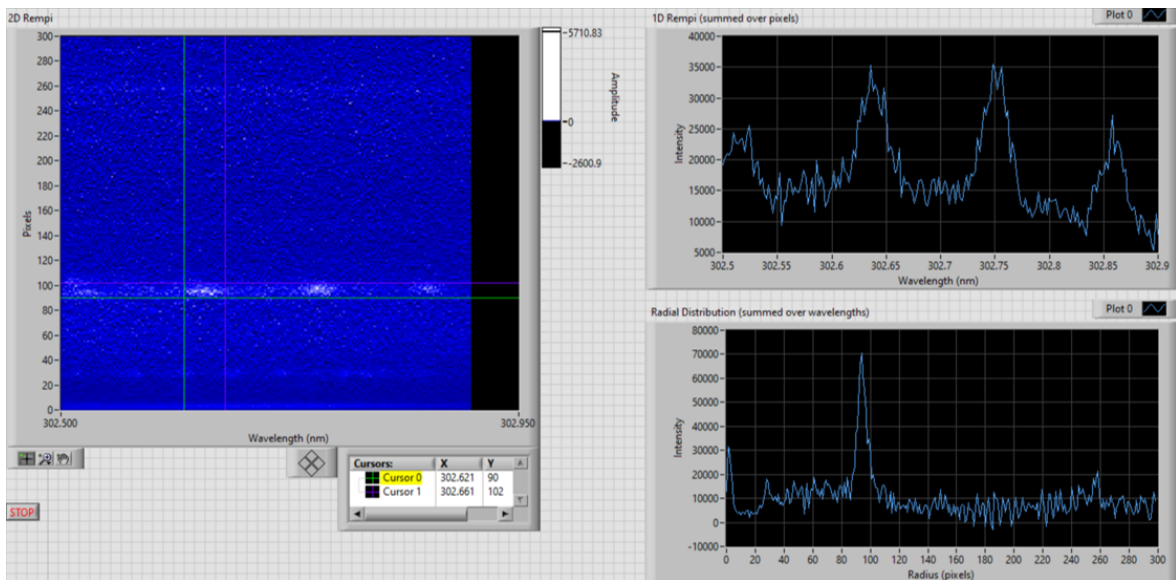 2D Rempi
300
280
260
240
220
200
180
160
140
120
100
80
60
40
20
0
Pixels
302.500
302.950
Wavelength (nm)
5710.83
0
-2600.9
Amplitude
Cursors: X Y
Cursor 0 302.621 90
Cursor 1 302.661 102
STOP
1D Rempi (summed over pixels)
Plot 0
40000
35000
30000
25000
20000
15000
10000
5000
Intensity
302.5 302.55 302.6 302.65 302.7 302.75 302.8 302.85 302.9
Wavelength (nm)
Radial Distribution (summed over wavelengths)
Plot 0
80000
70000
60000
50000
40000
30000
20000
10000
0
-10000
Intensity
0 20 40 60 80 100 120 140 160 180 200 220 240 260 280 300
Radius (pixels)